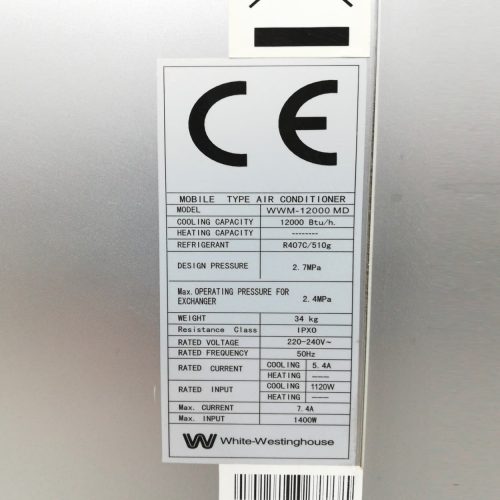 CE
MOBILE TYPE AIR CONDITIONER
MODEL WWM-12000 MD
COOLING CAPACITY 12000 Btu/h.
HEATING CAPACITY --------
REFRIGERANT R407C/510g
DESIGN PRESSURE 2.7MPa
Max. OPERATING PRESSURE FOR EXCHANGER 2.4MPa
WEIGHT 34 kg
Resistance Class IPX0
RATED VOLTAGE 220-240V~
RATED FREQUENCY 50Hz
RATED CURRENT COOLING 5.4A
HEATING ---
RATED INPUT COOLING 1120W
HEATING ---
Max. CURRENT 7.4A
Max. INPUT 1400W
White-Westinghouse